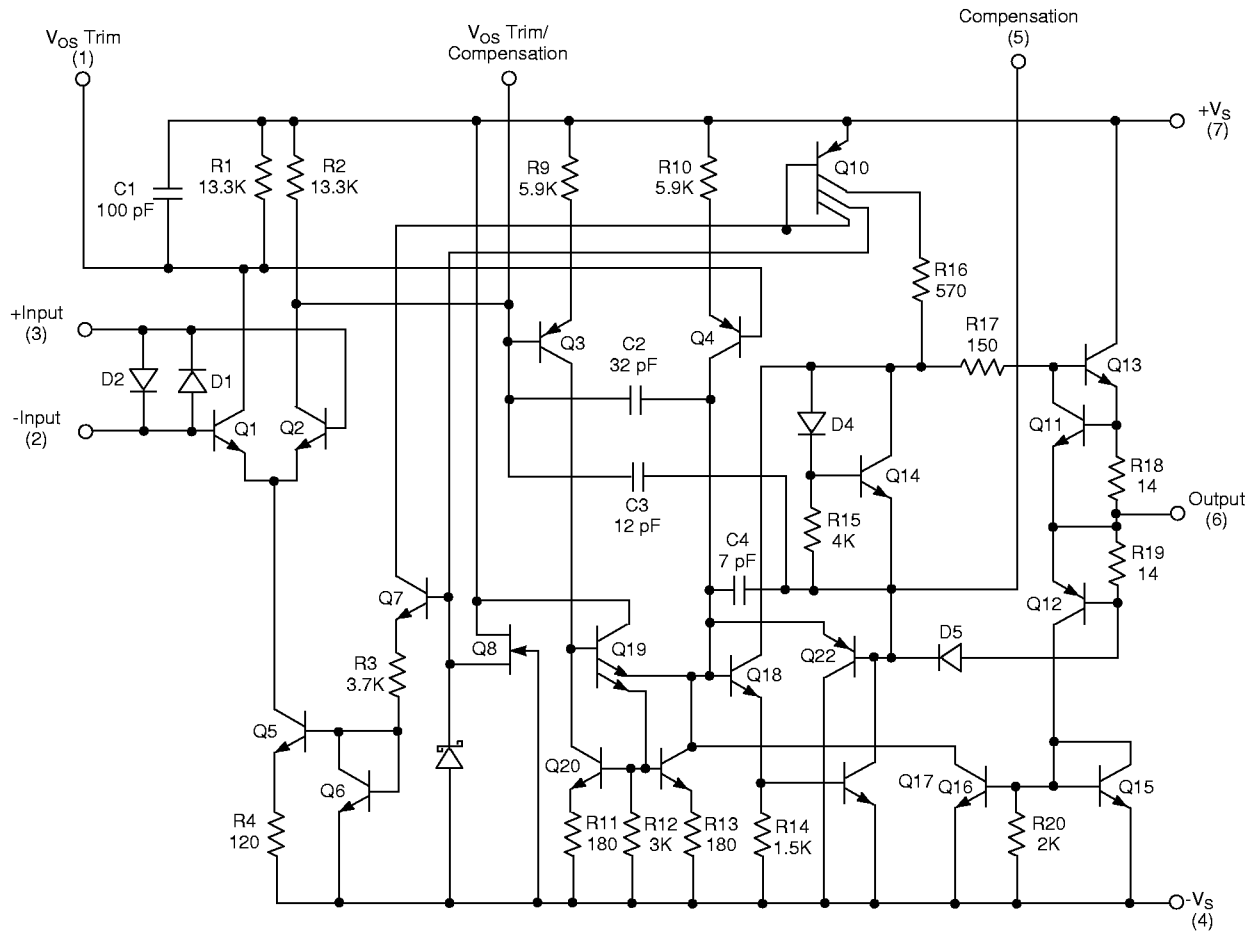 Compensation
(5)
V_OS Trim
(1)
V_OS Trim/
Compensation
+V_S
(7)
R1
13.3K
R2
13.3K
R9
5.9K
R10
5.9K
Q10
C1
100 pF
R16
570
+Input
(3)
R17
150
Q3
Q4
C2
32 pF
Q13
D2
D1
-Input
(2)
Q1
Q2
D4
Q11
Q14
R18
14
C3
12 pF
R15
4K
Output
(6)
C4
7 pF
R19
14
Q7
Q12
Q8
Q19
Q22
D5
R3
3.7K
Q18
Q5
Q20
Q6
Q17
Q16
Q15
R4
120
R11
180
R12
3K
R13
180
R14
1.5K
R20
2K
-V_S
(4)